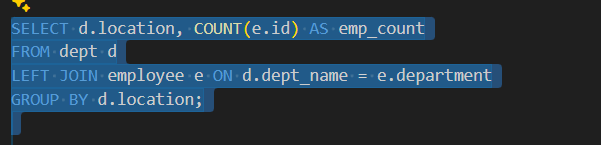 SELECT d.location, COUNT(e.id) AS emp_count
FROM dept d
LEFT JOIN employee e ON d.dept_name = e.department
GROUP BY d.location;